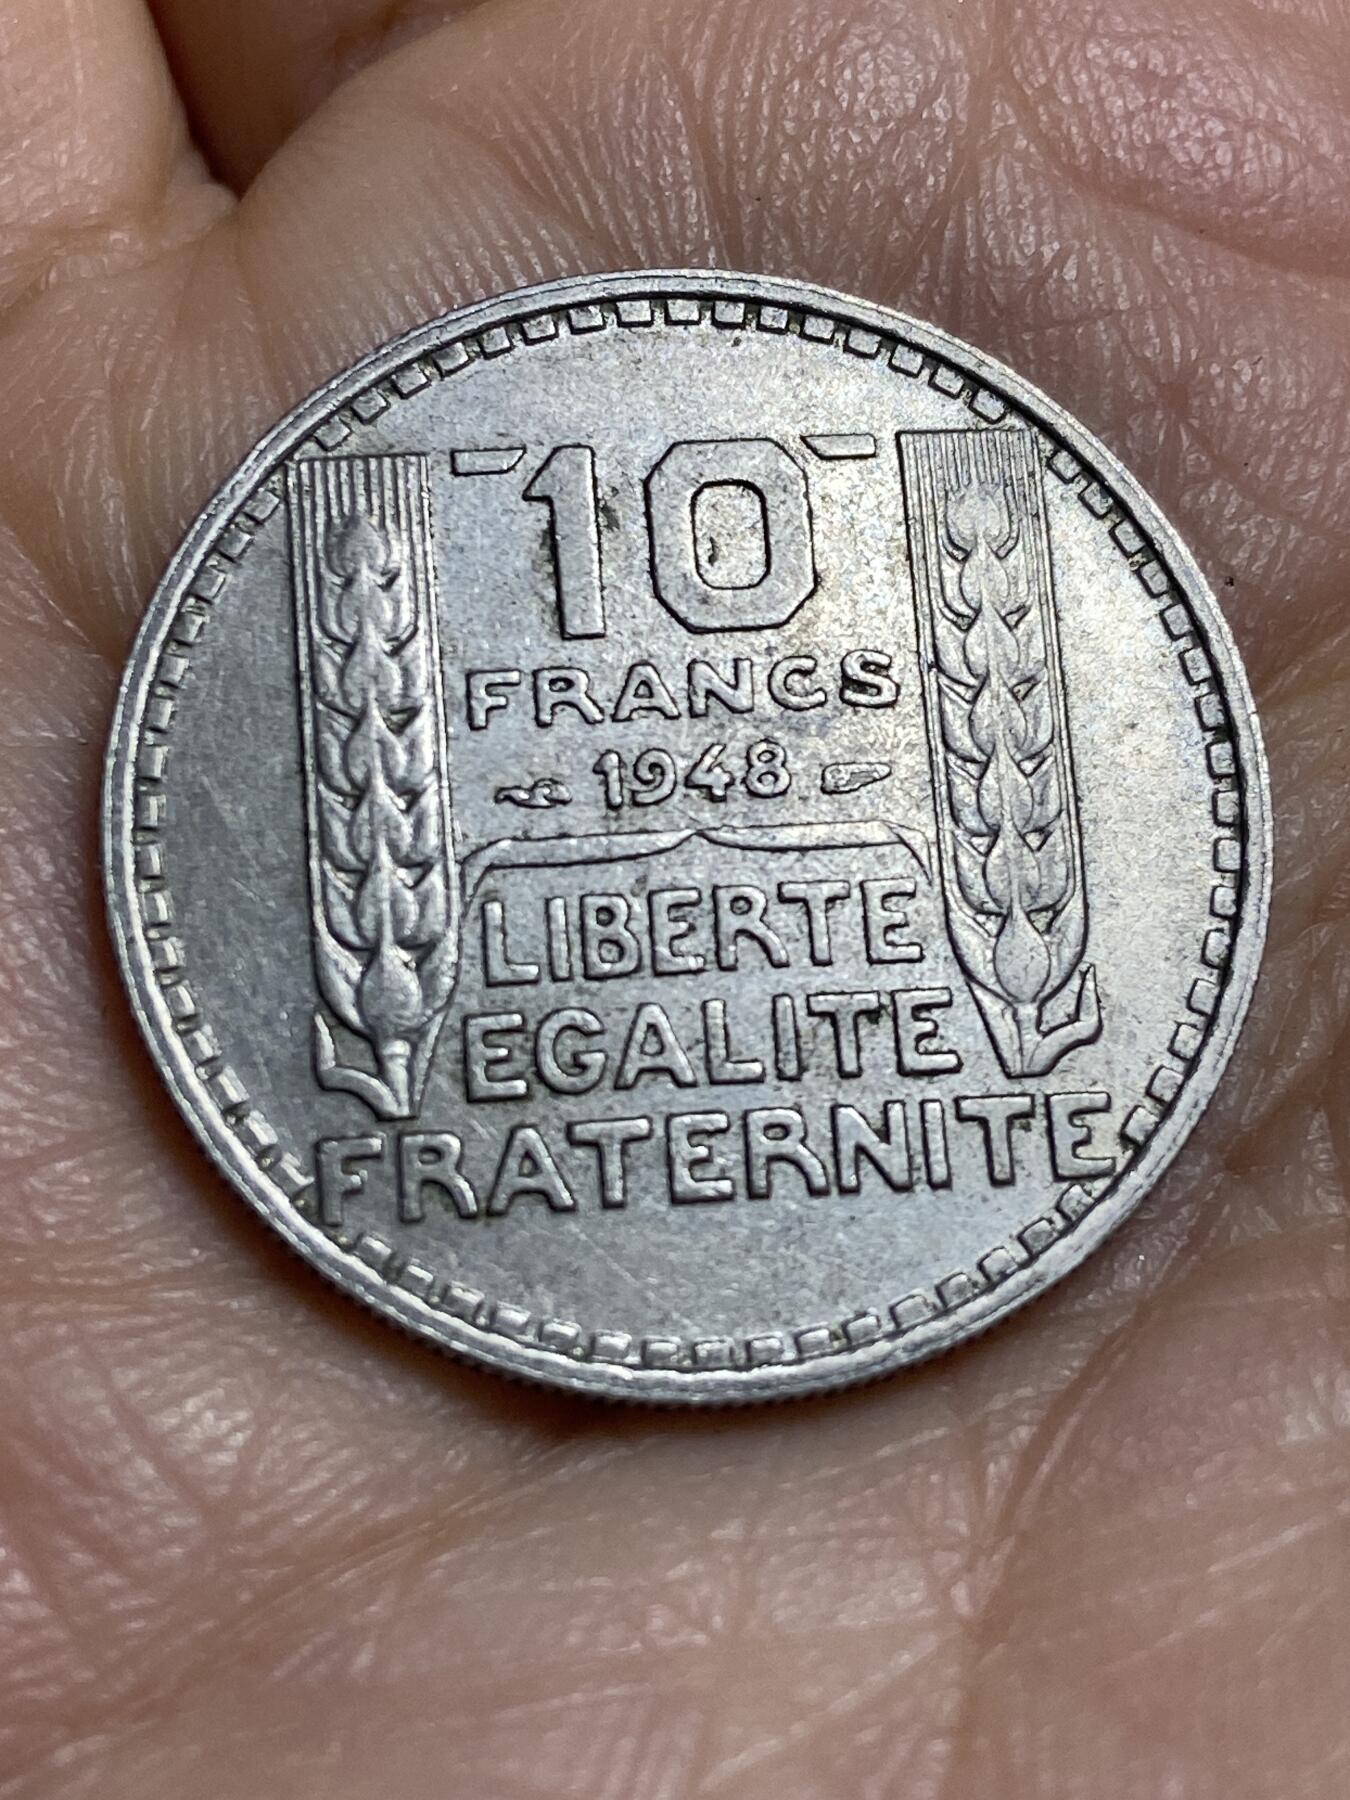 10
FRANCS
1948
LIBERTE
EGALITE
FRATERNITE